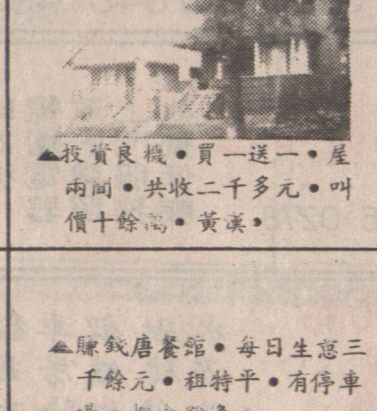 ▲投資良機•買一送一•屋
兩間•共收二千多元•叫
價十餘萬•黃漢,
▲賺錢唐餐館•每日生意三
千餘元•租特平•有停車